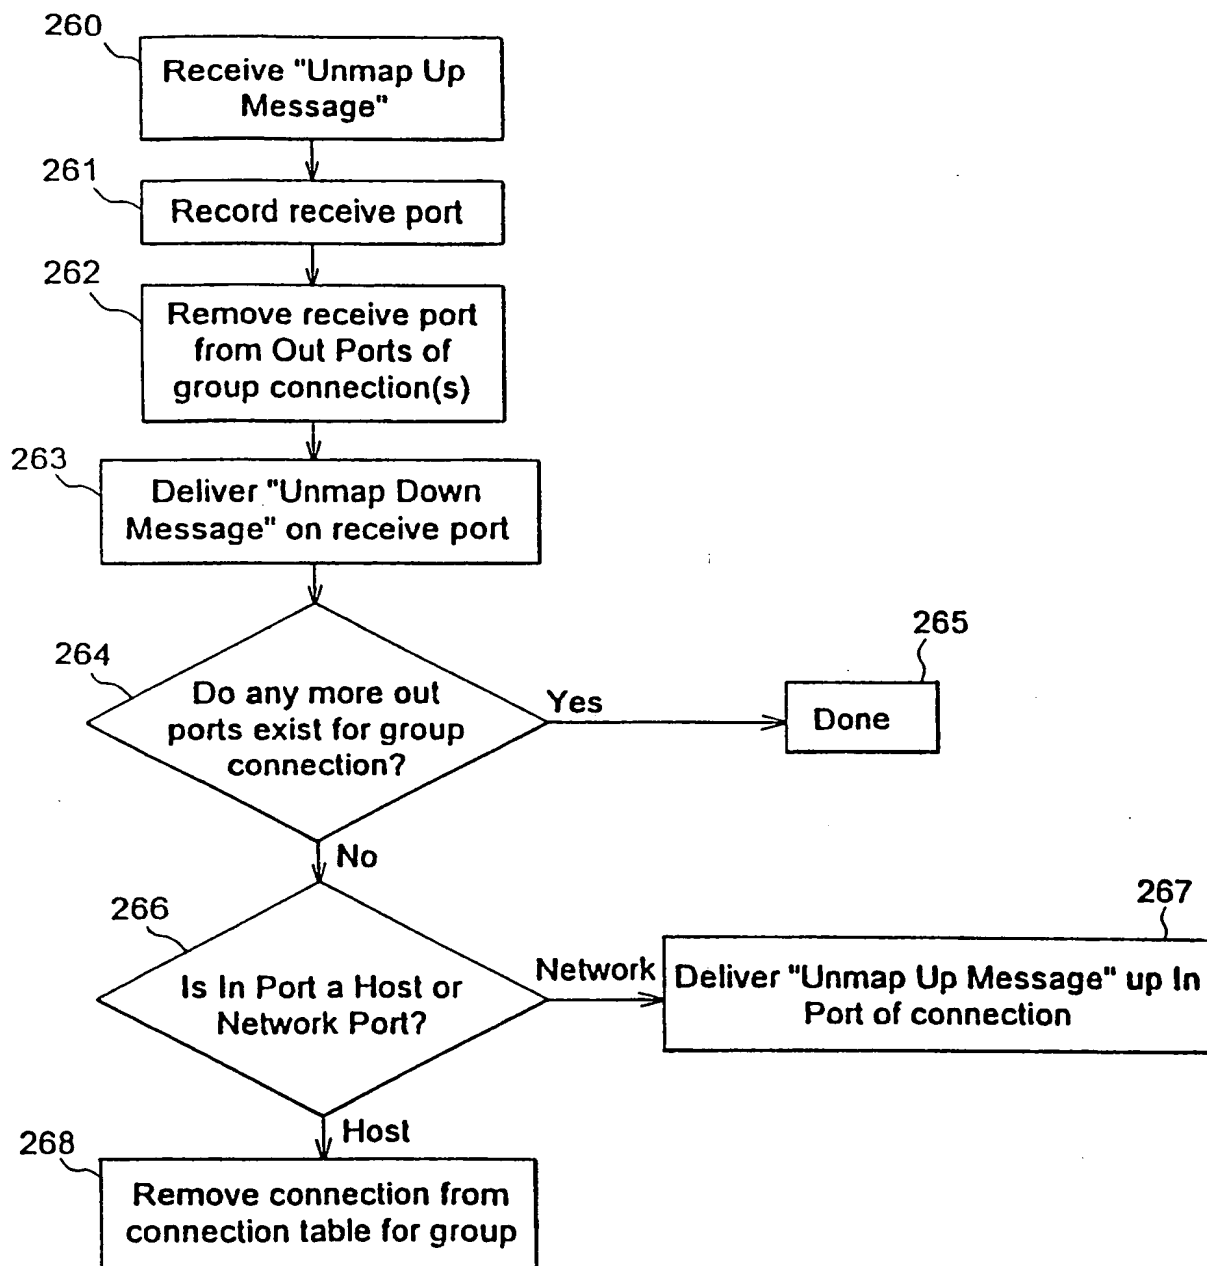 260
Receive "Unmap Up
Message"
261
Record receive port
262
Remove receive port
from Out Ports of
group connection(s)
263
Deliver "Unmap Down
Message" on receive port
264
Do any more out
ports exist for group
connection?
Yes
265
Done
No
266
Is In Port a Host or
Network Port?
Network
267
Deliver "Unmap Up Message" up In
Port of connection
Host
268
Remove connection from
connection table for group